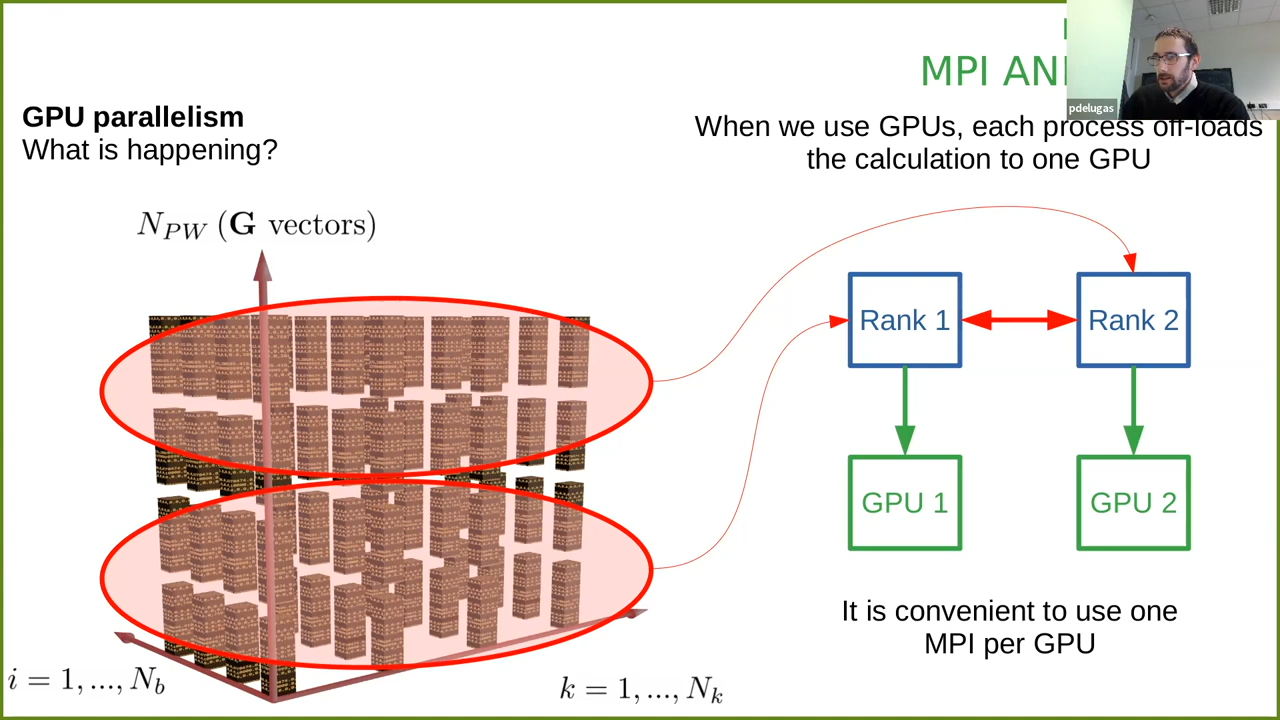 MPI AN
pdelugas
GPU parallelism
What is happening?
When we use GPUs, each process off-loads
the calculation to one GPU
N_{PW} (G vectors)
Rank 1
Rank 2
GPU 1
GPU 2
It is convenient to use one
MPI per GPU
i = 1, ..., N_b
k = 1, ..., N_k